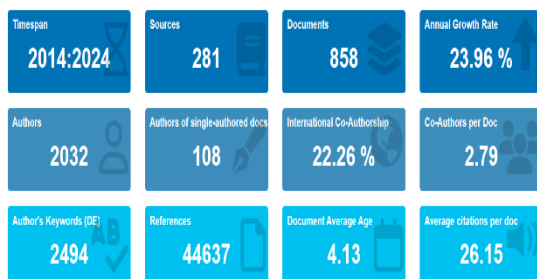 Timespan
2014:2024
Sources
281
Documents
858
Annual Growth Rate
23.96 %
Authors
2032
Authors of single-authored docs
108
International Co-Authorship
22.26 %
Co-Authors per Doc
2.79
Author's Keywords (DE)
2494
References
44637
Document Average Age
4.13
Average citations per doc
26.15
AB